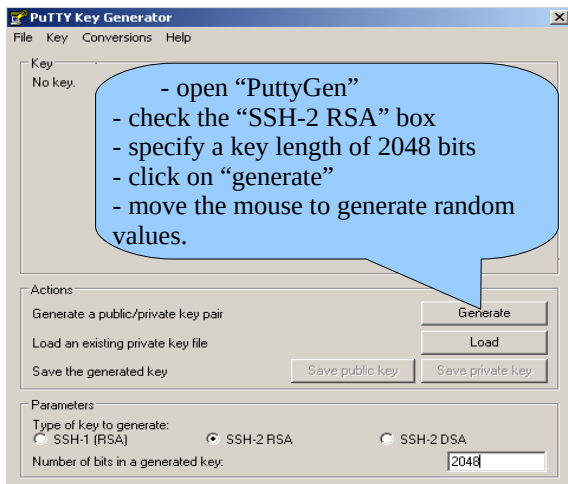 PuTTY Key Generator
File Key Conversions Help
Key
No key.
- open “PuttyGen”
- check the “SSH-2 RSA” box
- specify a key length of 2048 bits
- click on “generate”
- move the mouse to generate random
values.
Actions
Generate a public/private key pair
Generate
Load an existing private key file
Load
Save the generated key
Save public key
Save private key
Parameters
Type of key to generate:
SSH-1 (RSA)
SSH-2 RSA
SSH-2 DSA
Number of bits in a generated key:
2048